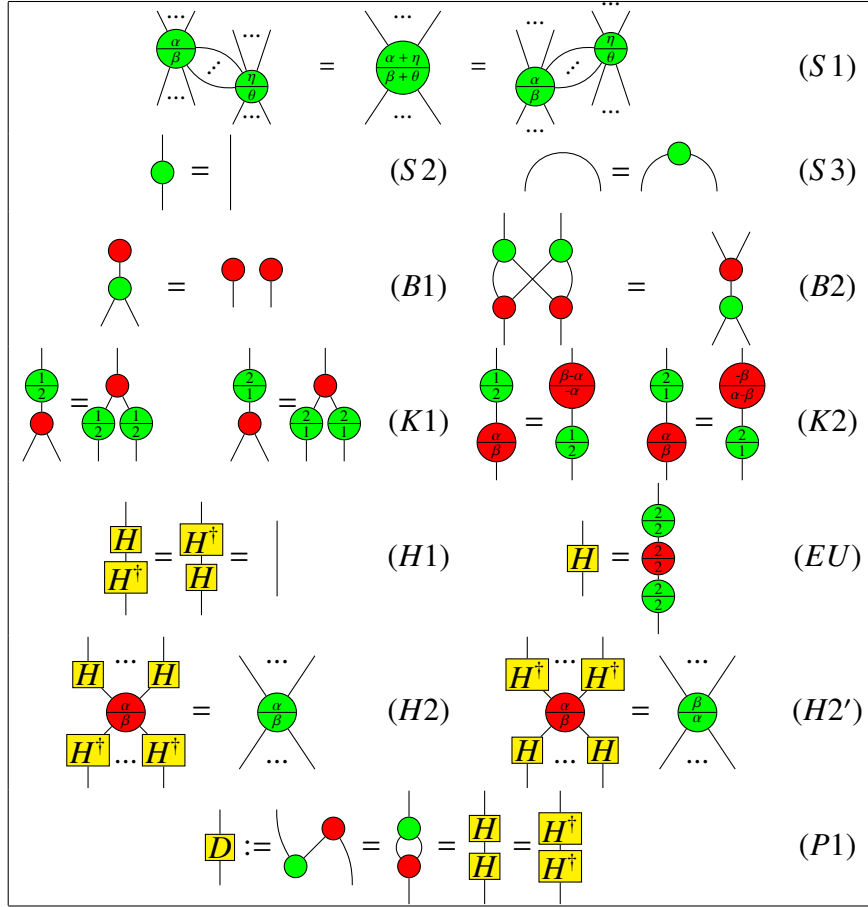 ... ...
α β ... = α + η β + θ = ... η θ (S1)
... η θ ... α β ...
... ... ... ...
= (S2) = (S3)
= (B1) = (B2)
1 2 = 1 2 1 2 2 1 = 2 1 2 1 (K1) 1 2 α β = β-α -α 1 2 2 1 α β = -β α-β 2 1 (K2)
H H† = H† H = (H1) H = 2 2 2 2 2 2 (EU)
H ... H H† ... H†
α β = α β (H2) α β = β α (H2')
H† ... H† H ... H
D := = = H H = H† H† (P1)